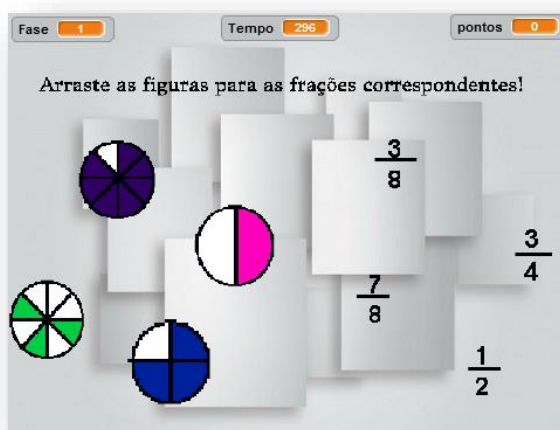 Fase 1 Tempo 296 pontos 0
Arraste as figuras para as frações correspondentes!
3/8
3/4
7/8
1/2